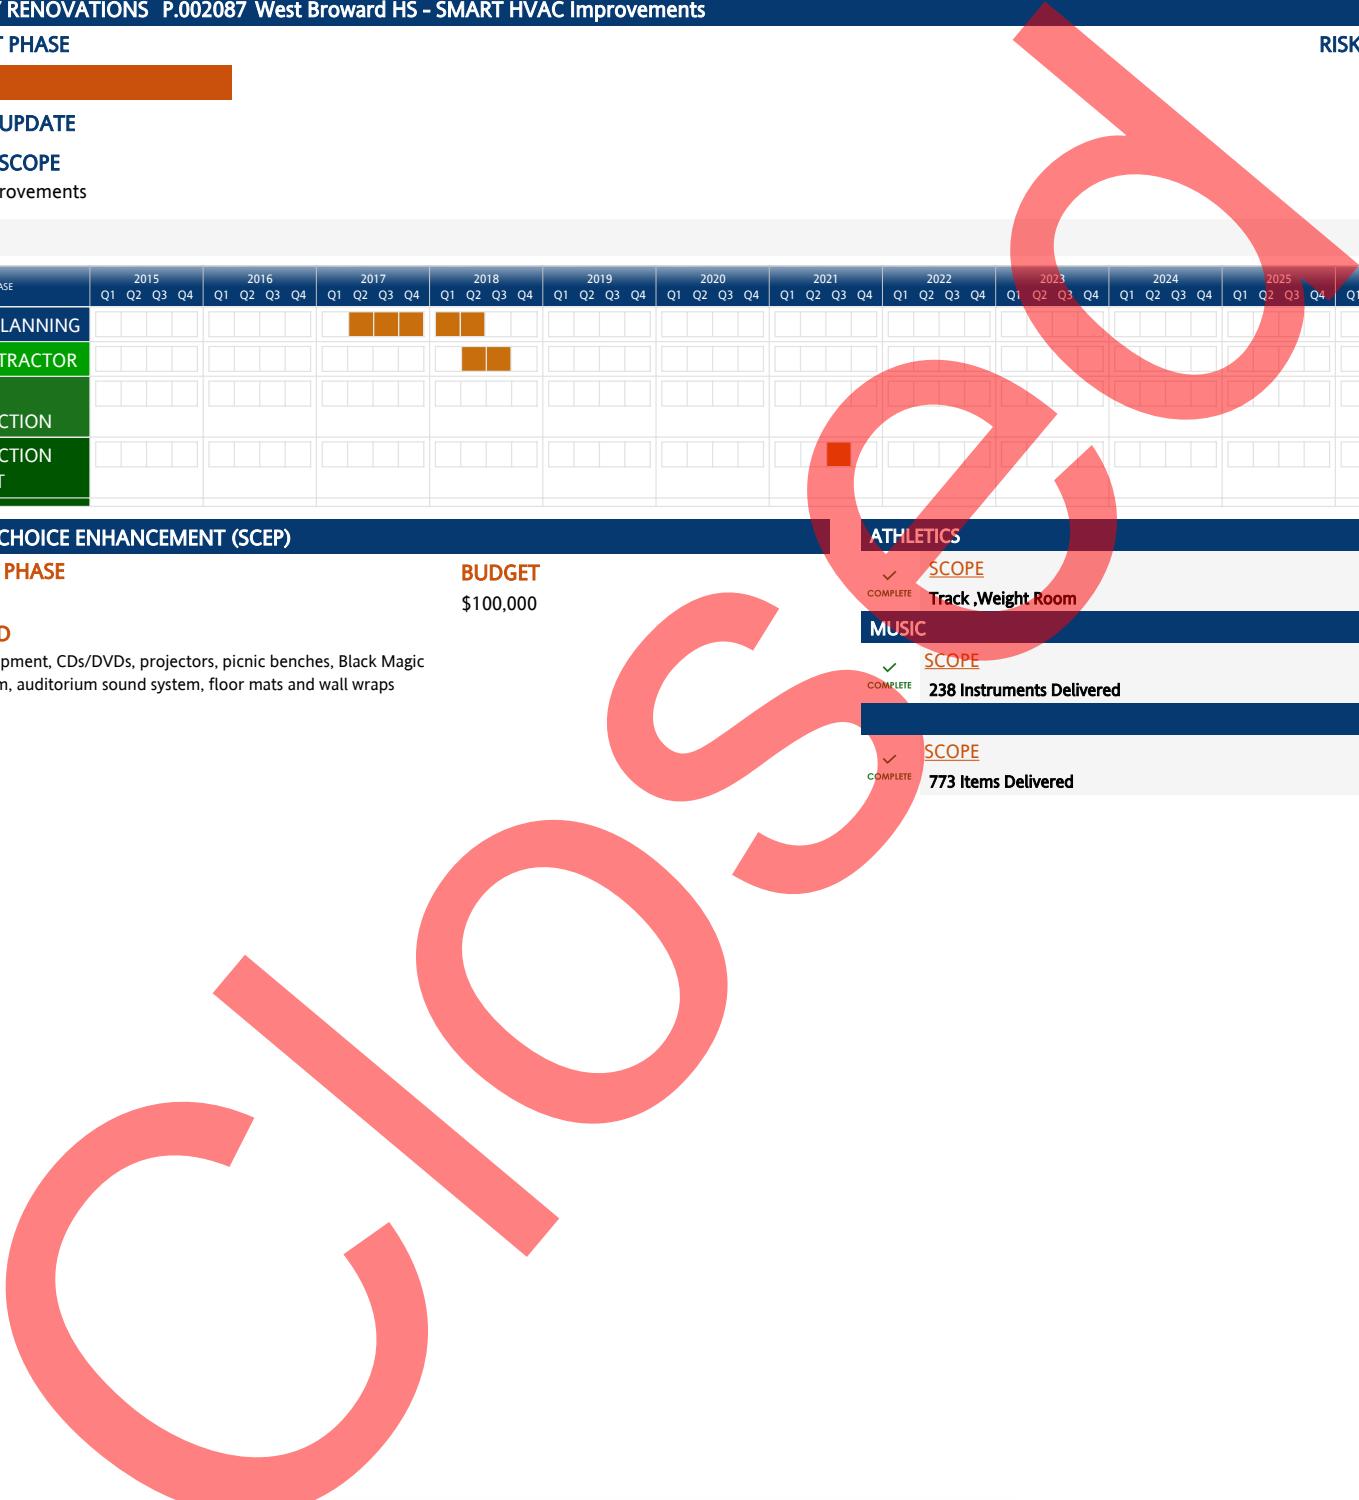 RENOVATIONS P.002087 West Broward HS - SMART HVAC Improvements
T PHASE
RISK
UPDATE
SCOPE
rovements
ASE
2015 2016 2017 2018 2019 2020 2021 2022 2023 2024 2025
Q1 Q2 Q3 Q4 Q1 Q2 Q3 Q4 Q1 Q2 Q3 Q4 Q1 Q2 Q3 Q4 Q1 Q2 Q3 Q4 Q1 Q2 Q3 Q4 Q1 Q2 Q3 Q4 Q1 Q2 Q3 Q4 Q1 Q2 Q3 Q4 Q1 Q2 Q3 Q4 Q1 Q2 Q3 Q4 Q1
LANNING
TRACTOR
CTION
CTION
T
CHOICE ENHANCEMENT (SCEP)
PHASE
BUDGET
$100,000
D
pment, CDs/DVDs, projectors, picnic benches, Black Magic
m, auditorium sound system, floor mats and wall wraps
ATHLETICS
SCOPE
COMPLETE
Track ,Weight Room
MUSIC
SCOPE
COMPLETE
238 Instruments Delivered
SCOPE
COMPLETE
773 Items Delivered
Closed